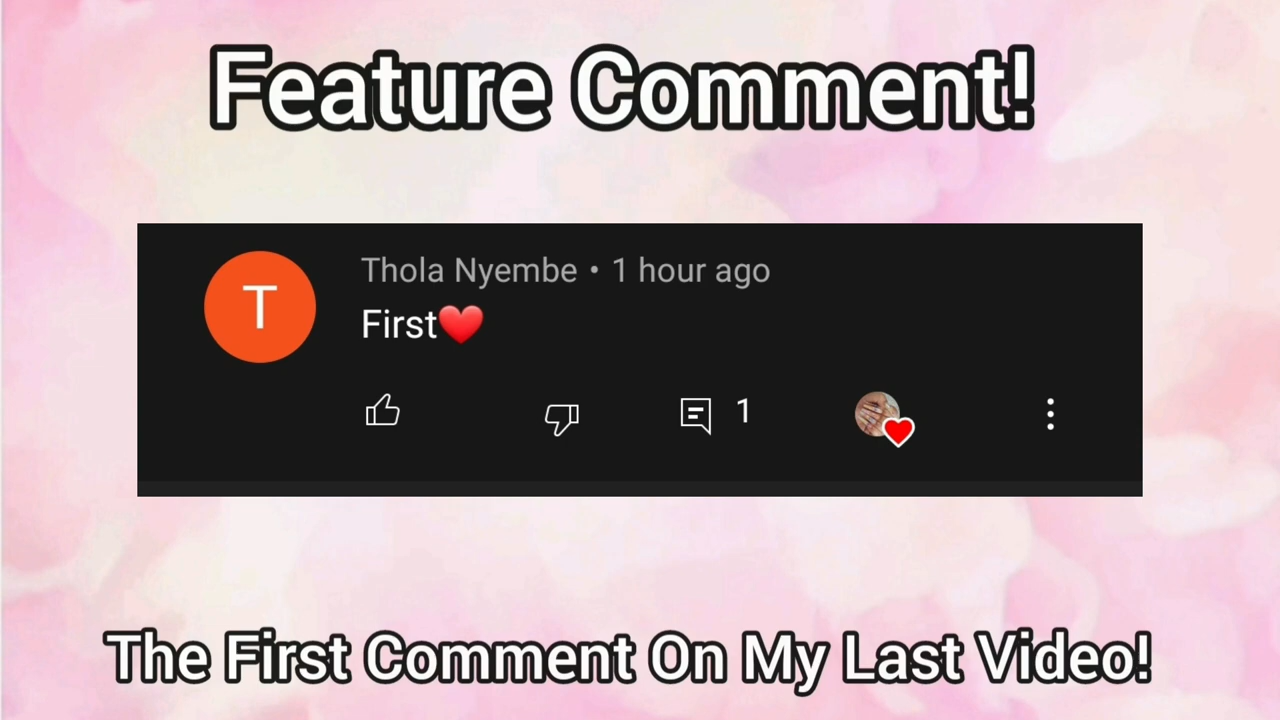 Feature Comment!
T
Thola Nyembe • 1 hour ago
First❤️
1
The First Comment On My Last Video!